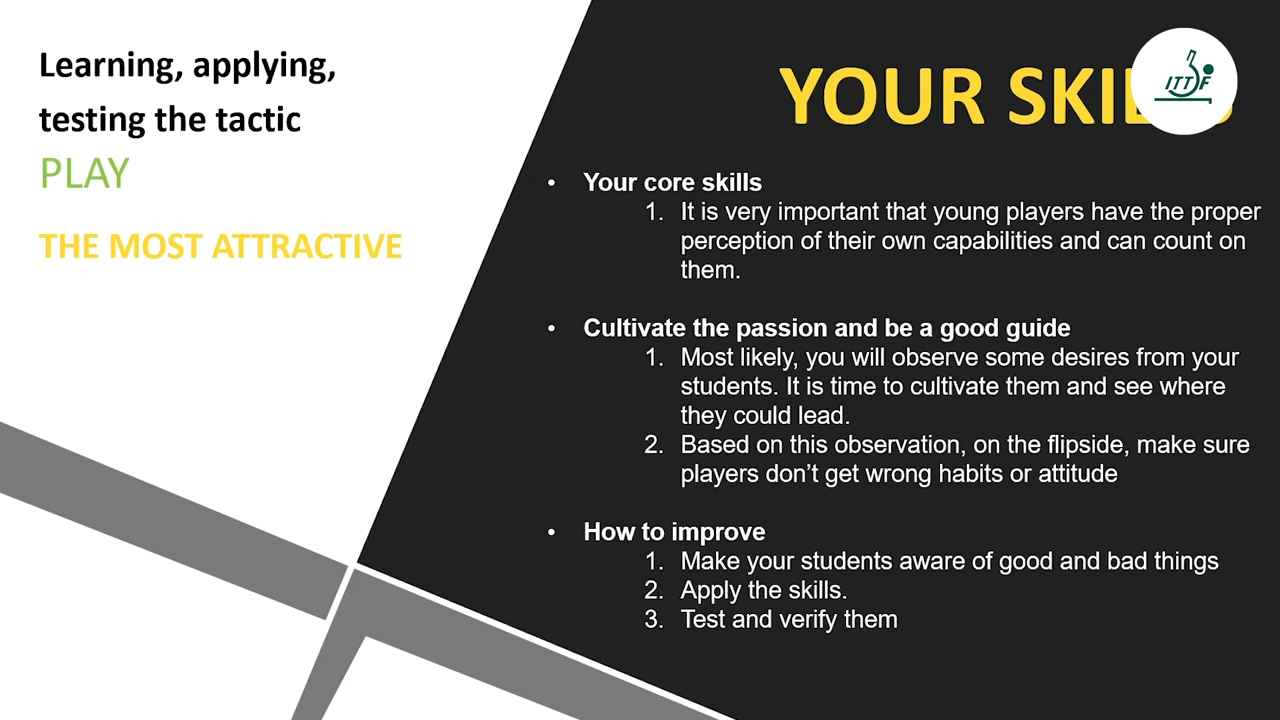 Learning, applying,
testing the tactic
PLAY
THE MOST ATTRACTIVE
YOUR
ITTF
• Your core skills
1. It is very important that young players have the proper
perception of their own capabilities and can count on
them.
• Cultivate the passion and be a good guide
1. Most likely, you will observe some desires from your
students. It is time to cultivate them and see where
they could lead.
2. Based on this observation, on the flipside, make sure
players don’t get wrong habits or attitude
• How to improve
1. Make your students aware of good and bad things
2. Apply the skills.
3. Test and verify them